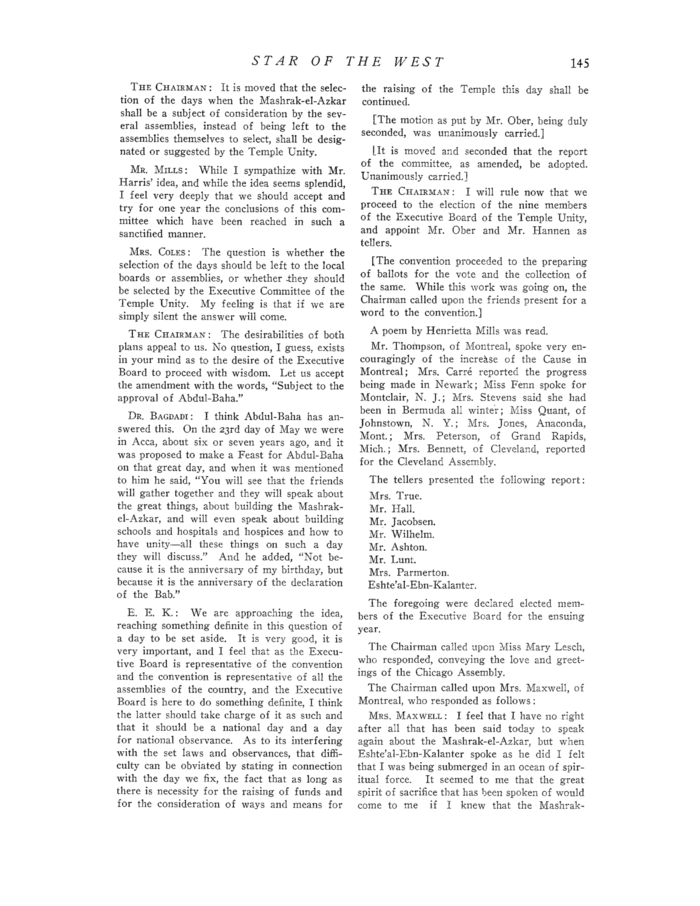 STAR OF THE WEST 145
THE CHAIRMAN: It is moved that the selec-
tion of the days when the Mashrak-el-Azkar
shall be a subject of consideration by the sev-
eral assemblies, instead of being left to the
assemblies themselves to select, shall be desig-
nated or suggested by the Temple Unity.
MR. MILLS: While I sympathize with Mr.
Harris' idea, and while the idea seems splendid,
I feel very deeply that we should accept and
try for one year the conclusions of this com-
mittee which have been reached in such a
sanctified manner.
MRS. COLES: The question is whether the
selection of the days should be left to the local
boards or assemblies, or whether they should
be selected by the Executive Committee of the
Temple Unity. My feeling is that if we are
simply silent the answer will come.
THE CHAIRMAN: The desirabilities of both
plans appeal to us. No question, I guess, exists
in your mind as to the desire of the Executive
Board to proceed with wisdom. Let us accept
the amendment with the words, "Subject to the
approval of Abdul-Baha."
DR. BAGDADI: I think Abdul-Baha has an-
swered this. On the 23rd day of May we were
in Acca, about six or seven years ago, and it
was proposed to make a Feast for Abdul-Baha
on that great day, and when it was mentioned
to him he said, "You will see that the friends
will gather together and they will speak about
the great things, about building the Mashrak-
el-Azkar, and will even speak about building
schools and hospitals and hospices and how to
have unity—all these things on such a day
they will discuss." And he added, "Not be-
cause it is the anniversary of my birthday, but
because it is the anniversary of the declaration
of the Bab."
E. E. K.: We are approaching the idea,
reaching something definite in this question of
a day to be set aside. It is very good, it is
very important, and I feel that as the Execu-
tive Board is representative of the convention
and the convention is representative of all the
assemblies of the country, and the Executive
Board is here to do something definite, I think
the latter should take charge of it as such and
that it should be a national day and a day
for national observance. As to its interfering
with the set laws and observances, that diffi-
culty can be obviated by stating in connection
with the day we fix, the fact that as long as
there is necessity for the raising of funds and
for the consideration of ways and means for
the raising of the Temple this day shall be
continued.
[The motion as put by Mr. Ober, being duly
seconded, was unanimously carried.]
[It is moved and seconded that the report
of the committee, as amended, be adopted.
Unanimously carried.]
THE CHAIRMAN: I will rule now that we
proceed to the election of the nine members
of the Executive Board of the Temple Unity,
and appoint Mr. Ober and Mr. Hannen as
tellers.
[The convention proceeded to the preparing
of ballots for the vote and the collection of
the same. While this work was going on, the
Chairman called upon the friends present for a
word to the convention.]
A poem by Henrietta Mills was read.
Mr. Thompson, of Montreal, spoke very en-
couragingly of the increase of the Cause in
Montreal; Mrs. Carré reported the progress
being made in Newark; Miss Fenn spoke for
Montclair, N. J.; Mrs. Stevens said she had
been in Bermuda all winter; Miss Quant, of
Johnstown, N. Y.; Mrs. Jones, Anaconda,
Mont.; Mrs. Peterson, of Grand Rapids,
Mich.; Mrs. Bennett, of Cleveland, reported
for the Cleveland Assembly.
The tellers presented the following report:
Mrs. True.
Mr. Hall.
Mr. Jacobsen.
Mr. Wilhelm.
Mr. Ashton.
Mr. Lunt.
Mrs. Parmerton.
Eshte'al-Ebn-Kalanter.
The foregoing were declared elected mem-
bers of the Executive Board for the ensuing
year.
The Chairman called upon Miss Mary Lesch,
who responded, conveying the love and greet-
ings of the Chicago Assembly.
The Chairman called upon Mrs. Maxwell, of
Montreal, who responded as follows:
MRS. MAXWELL: I feel that I have no right
after all that has been said today to speak
again about the Mashrak-el-Azkar, but when
Eshte'al-Ebn-Kalanter spoke as he did I felt
that I was being submerged in an ocean of spir-
itual force. It seemed to me that the great
spirit of sacrifice that has been spoken of would
come to me if I knew that the Mashrak-